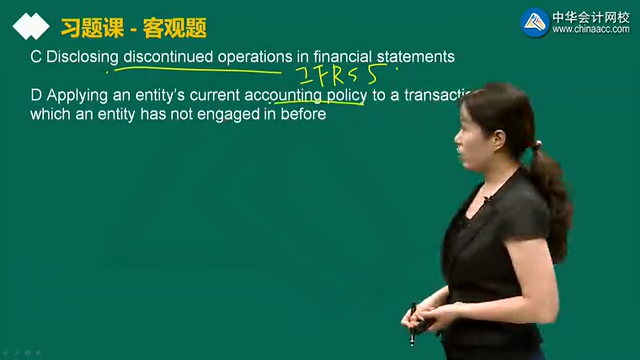 习题课 - 客观题
中华会计网校
www.chinaacc.com
C Disclosing discontinued operations in financial statements
IFRS 5
D Applying an entity's current accounting policy to a
which an entity has not engaged in before